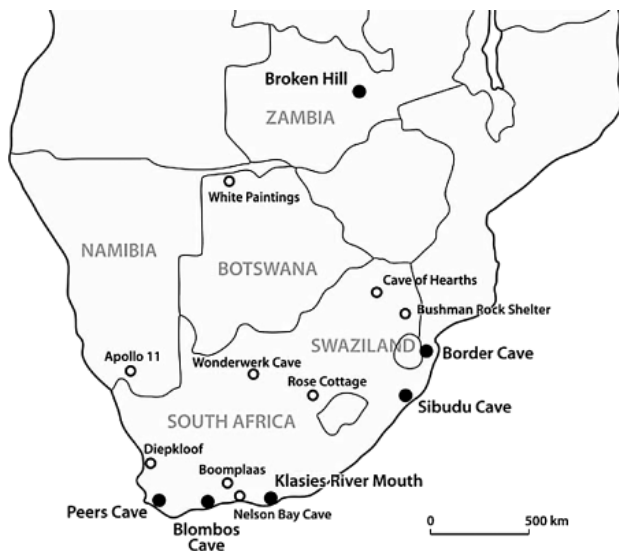 Broken Hill
ZAMBIA
White Paintings
NAMIBIA
BOTSWANA
Cave of Hearths
Bushman Rock Shelter
SWAZILAND
Border Cave
Apollo 11
Wonderwerk Cave
Rose Cottage
Sibudu Cave
SOUTH AFRICA
Diepkloof
Boomplaas
Klasies River Mouth
Peers Cave
Nelson Bay Cave
Blombos
Cave
0
500 km